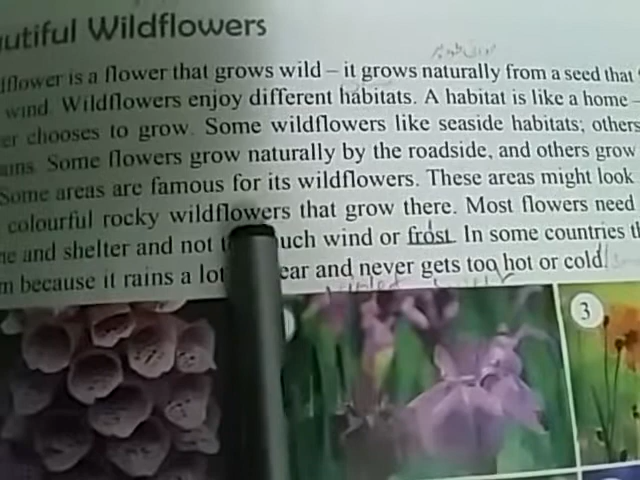 utiful Wildflowers
flower is a flower that grows wild – it grows naturally from a seed that
wind. Wildflowers enjoy different habitats. A habitat is like a home –
er chooses to grow. Some wildflowers like seaside habitats; others
ains. Some flowers grow naturally by the roadside, and others grow
Some areas are famous for its wildflowers. These areas might look
colourful rocky wildflowers that grow there. Most flowers need
ne and shelter and not t uch wind or frost. In some countries th
m because it rains a lot ear and never gets too hot or cold.
3